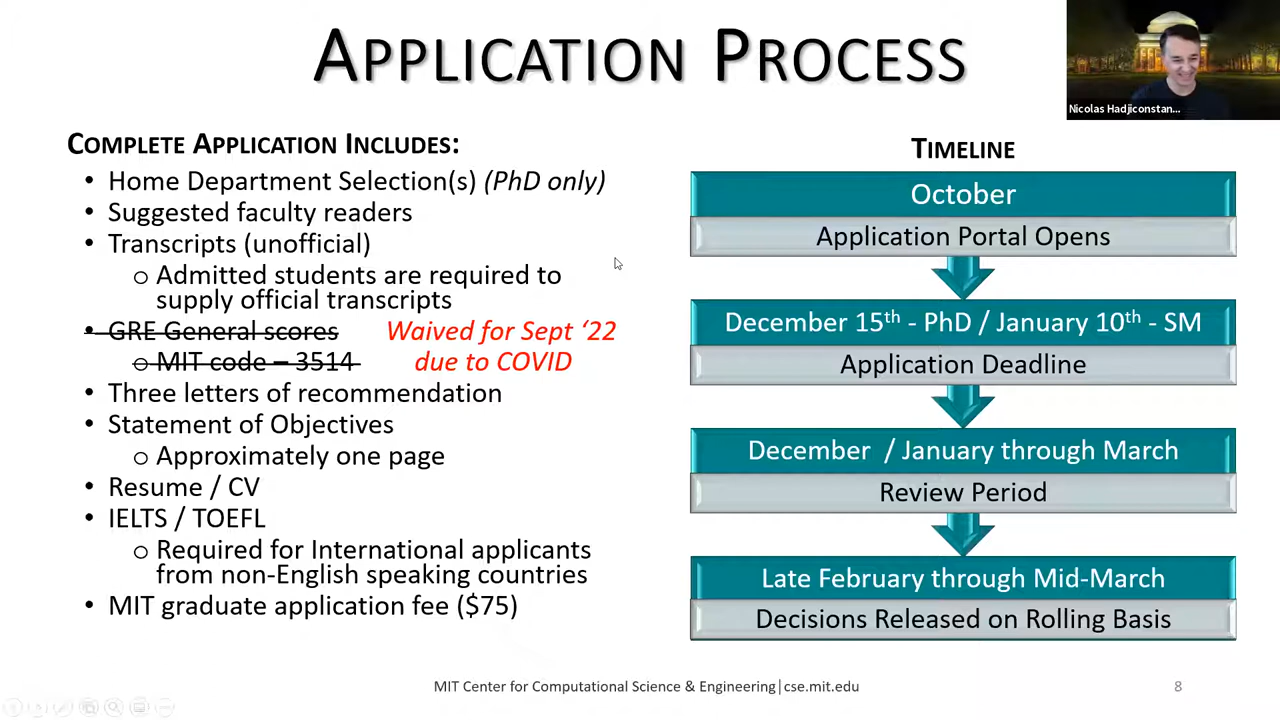 APPLICATION PROCESS
Nicolas Hadjiconstan...
COMPLETE APPLICATION INCLUDES:
• Home Department Selection(s) (PhD only)
• Suggested faculty readers
• Transcripts (unofficial)
o Admitted students are required to
supply official transcripts
• GRE General scores Waived for Sept ‘22
o MIT code – 3514 due to COVID
• Three letters of recommendation
• Statement of Objectives
o Approximately one page
• Resume / CV
• IELTS / TOEFL
o Required for International applicants
from non-English speaking countries
• MIT graduate application fee ($75)
TIMELINE
October
Application Portal Opens
December 15th - PhD / January 10th - SM
Application Deadline
December / January through March
Review Period
Late February through Mid-March
Decisions Released on Rolling Basis
MIT Center for Computational Science & Engineering|cse.mit.edu
8